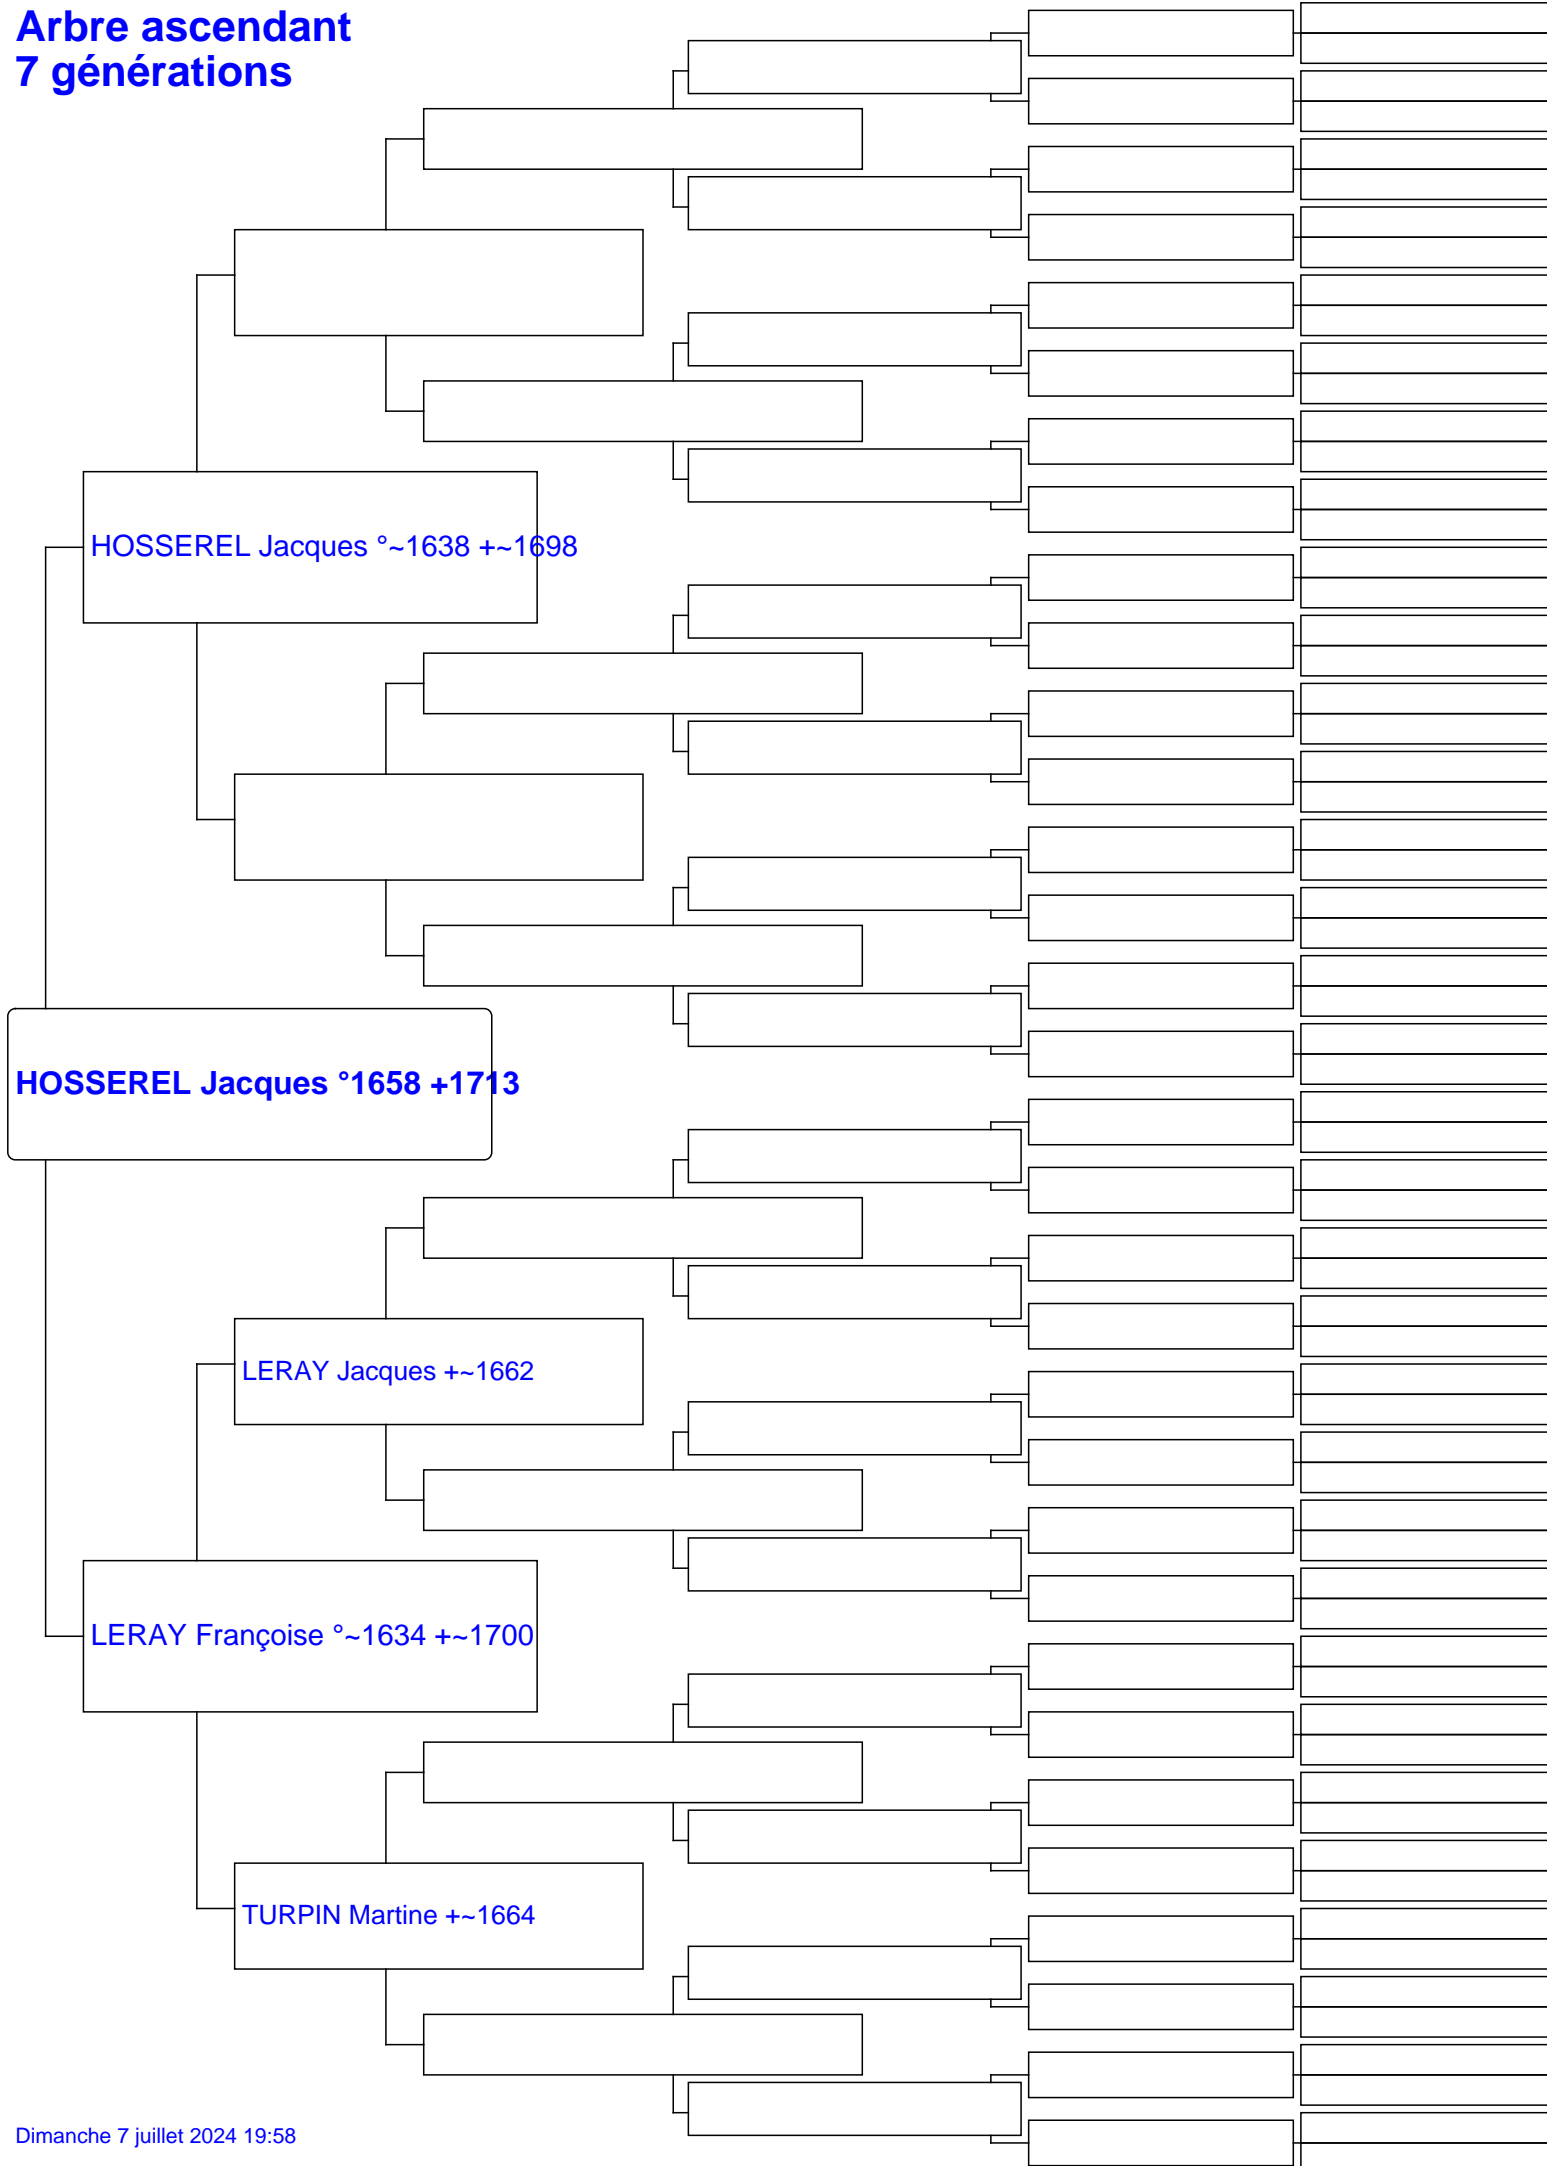 Arbre ascendant
7 générations
HOSSEREL Jacques °~1638 +~1698
HOSSEREL Jacques °1658 +1713
LERAY Jacques +~1662
LERAY Françoise °~1634 +~1700
TURPIN Martine +~1664
Dimanche 7 juillet 2024 19:58